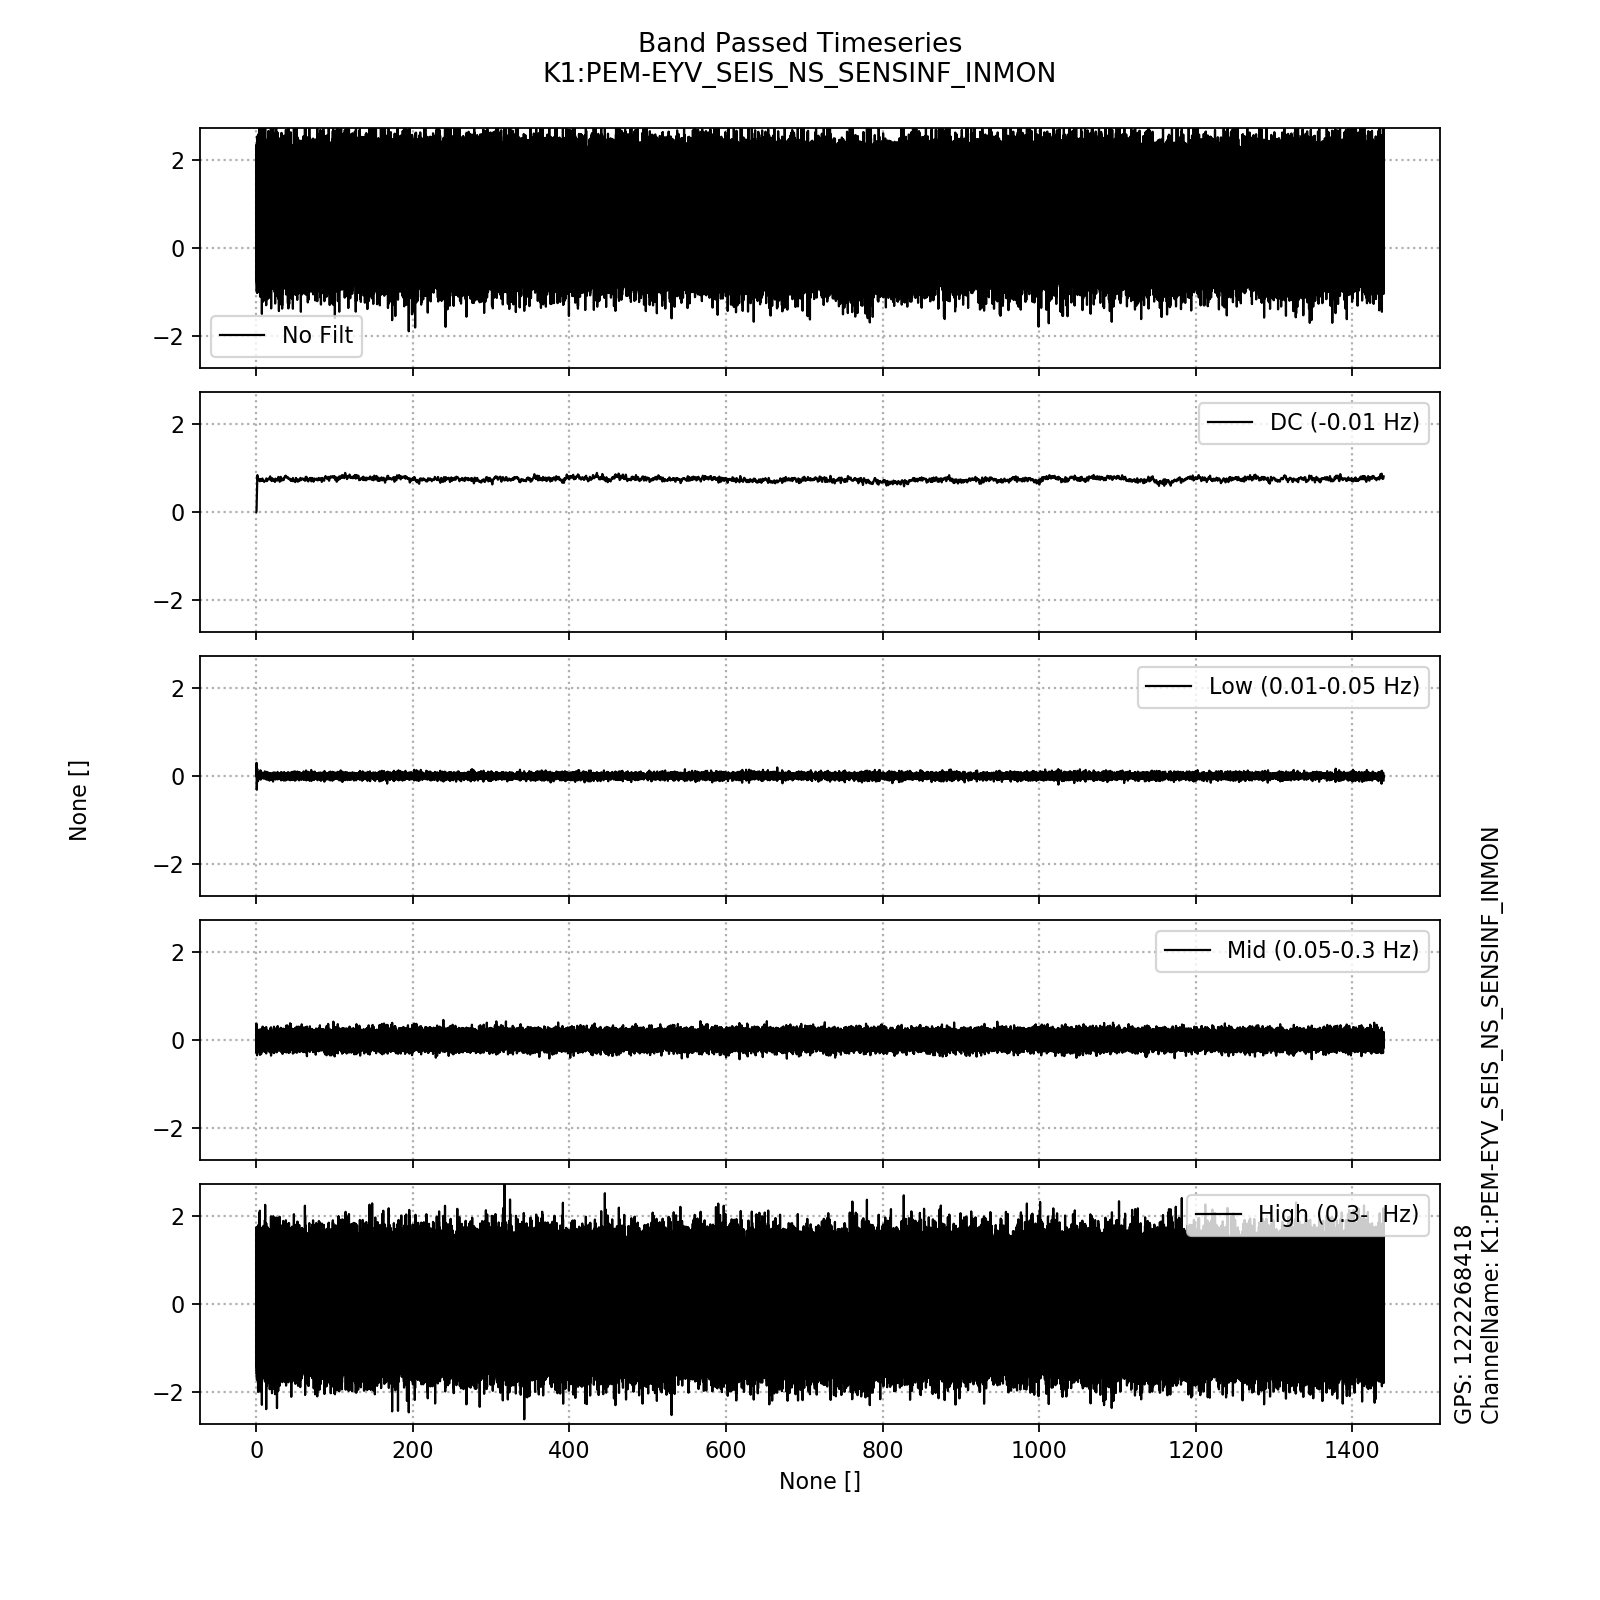 Band Passed Timeseries
K1:PEM-EYV_SEIS_NS_SENSINF_INMON
2
0
−2
No Filt
2
0
−2
DC (-0.01 Hz)
2
0
−2
Low (0.01-0.05 Hz)
None []
2
0
−2
Mid (0.05-0.3 Hz)
2
0
−2
High (0.3-  Hz)
0 200 400 600 800 1000 1200 1400
None []
GPS: 1222268418
ChannelName: K1:PEM-EYV_SEIS_NS_SENSINF_INMON